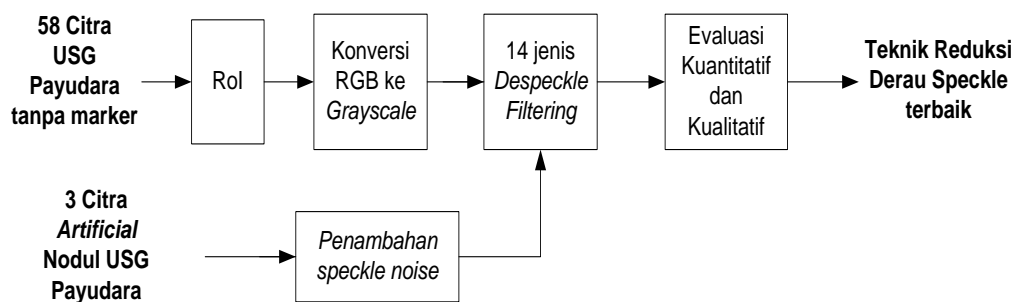 58 Citra
USG
Payudara
tanpa marker
RoI
Konversi
RGB ke
Grayscale
14 jenis
Despeckle
Filtering
Evaluasi
Kuantitatif
dan
Kualitatif
Teknik Reduksi
Derau Speckle
terbaik
3 Citra
Artificial
Nodul USG
Payudara
Penambahan
speckle noise